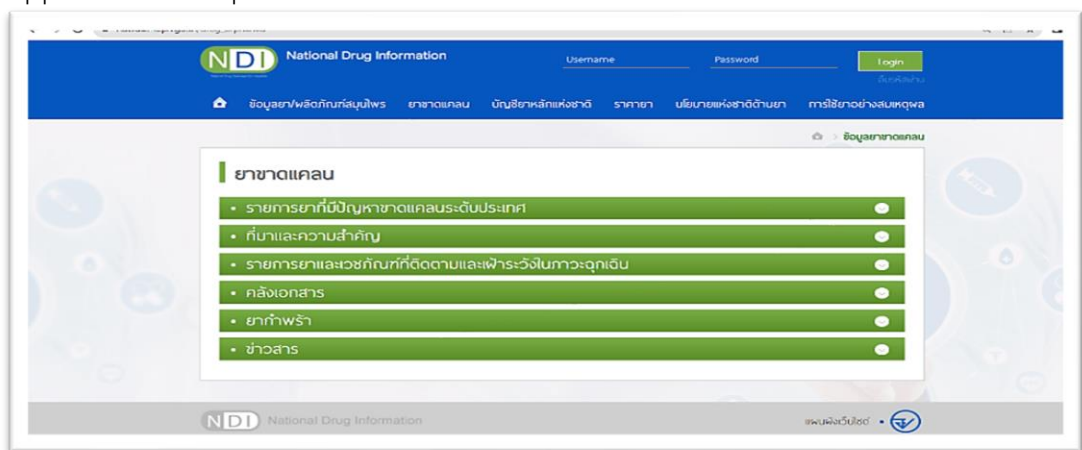 NDI National Drug Information Username Password Login
ลืมรหัสผ่าน
ข้อมูลยา/ผลิตภัณฑ์สมุนไพร ยาขาดแคลน บัญชียาหลักแห่งชาติ ราคายา นโยบายแห่งชาติด้านยา การใช้ยาอย่างสมเหตุผล
> ข้อมูลยาขาดแคลน
ยาขาดแคลน
• รายการยาที่มีปัญหาขาดแคลนระดับประเทศ
• ที่มาและความสำคัญ
• รายการยาและเวชภัณฑ์ที่ติดตามและเฝ้าระวังในภาวะฉุกเฉิน
• คลังเอกสาร
• ยากำพร้า
• ข่าวสาร
NDI National Drug Information แผนผังเว็บไซต์ •